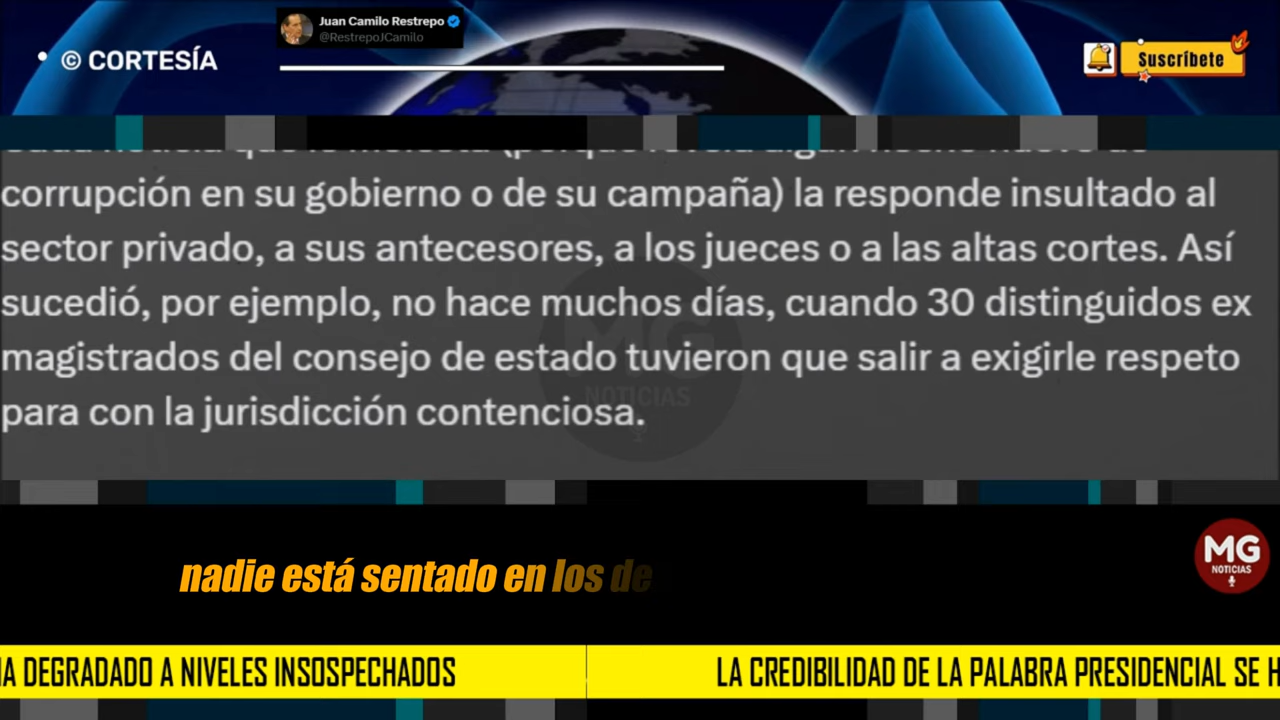 Juan Camilo Restrepo
@RestrepoJCamilo
© CORTESÍA
Suscríbete
corrupción en su gobierno o de su campaña) la responde insultado al
sector privado, a sus antecesores, a los jueces o a las altas cortes. Así
sucedió, por ejemplo, no hace muchos días, cuando 30 distinguidos ex
magistrados del consejo de estado tuvieron que salir a exigirle respeto
para con la jurisdicción contenciosa.
MG
NOTICIAS
nadie está sentado en los de
MG
NOTICIAS
A DEGRADADO A NIVELES INSOSPECHADOS
LA CREDIBILIDAD DE LA PALABRA PRESIDENCIAL SE H